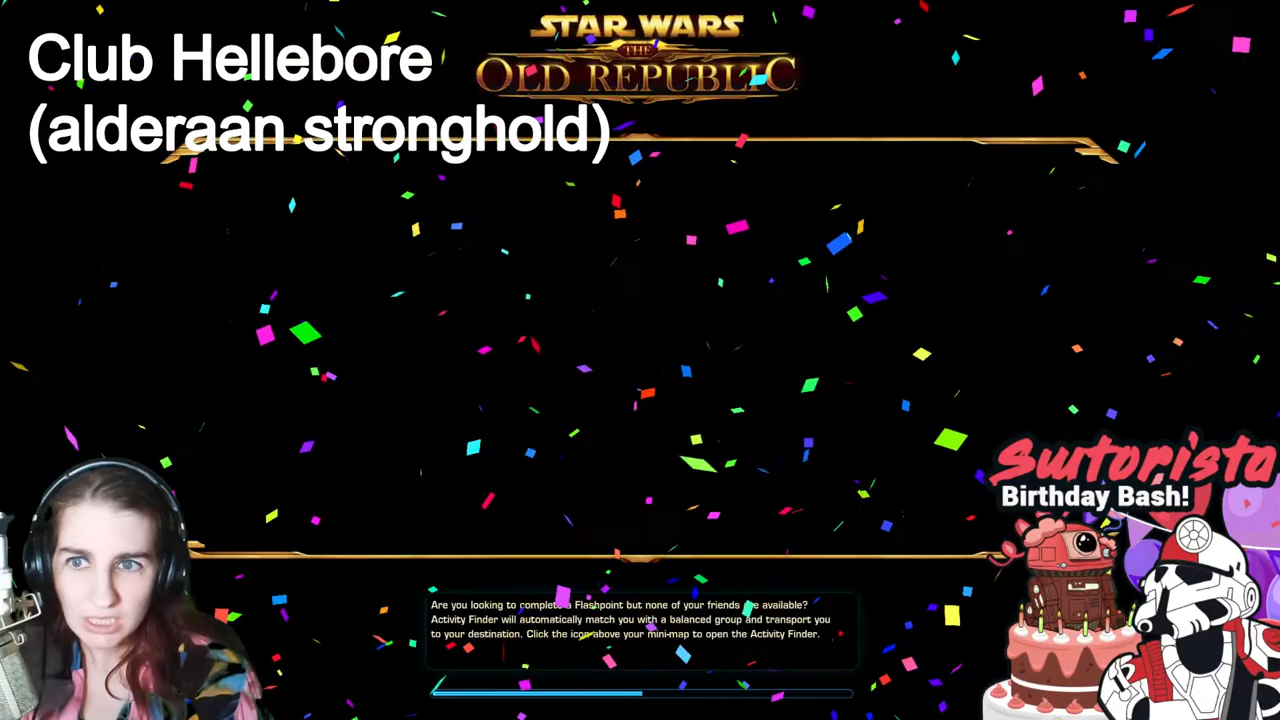 Club Hellebore
(alderaan stronghold)
STAR WARS
THE
OLD REPUBLIC
Swtorista
Birthday Bash!
Are you looking to complete a Flashpoint but none of your friends are available?
Activity Finder will automatically match you with a balanced group and transport you
to your destination. Click the icon above your mini-map to open the Activity Finder.